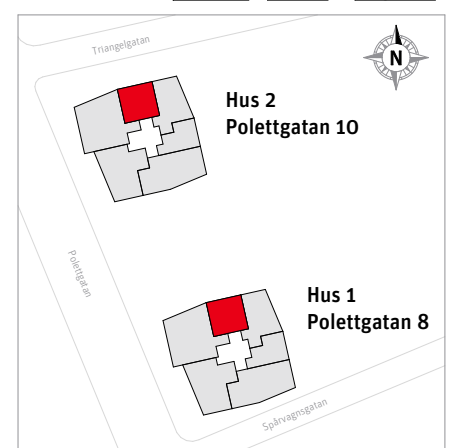 Triangelgatan
N
Hus 2
Polettgatan 10
Polettgatan
Hus 1
Polettgatan 8
Spårvagnsgatan